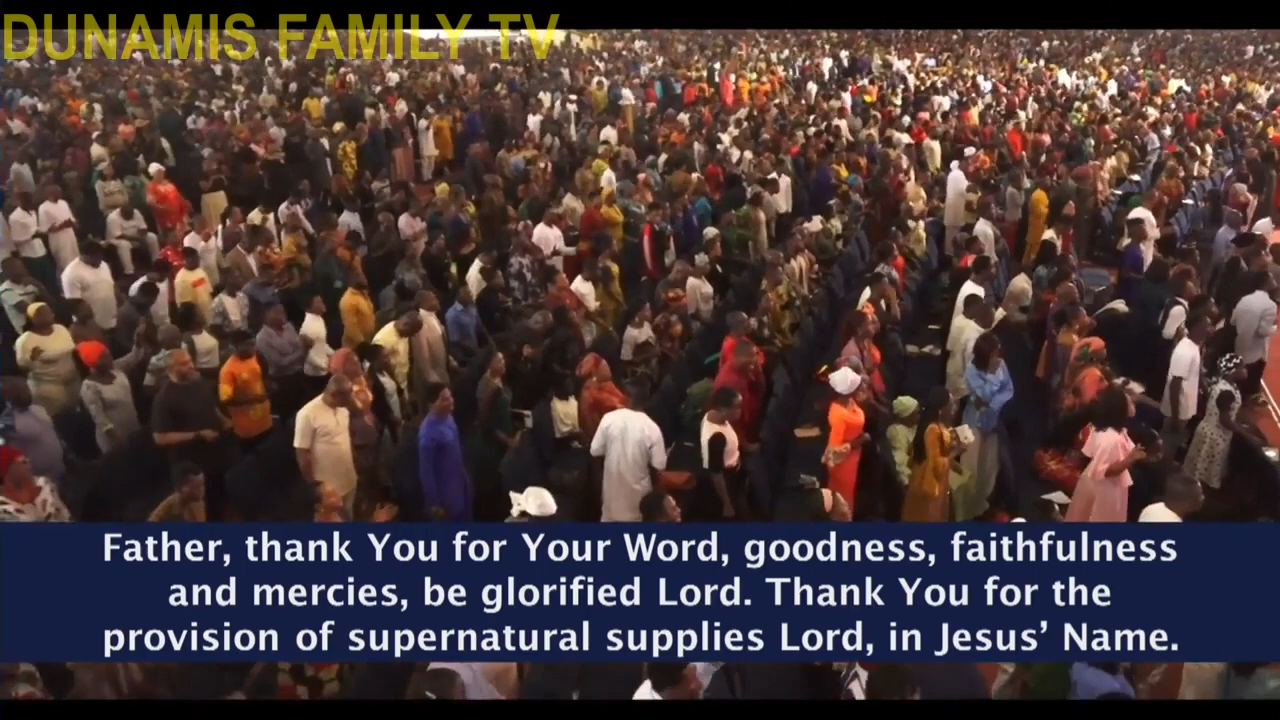 DUNAMIS FAMILY TV
Father, thank You for Your Word, goodness, faithfulness
and mercies, be glorified Lord. Thank You for the
provision of supernatural supplies Lord, in Jesus’ Name.